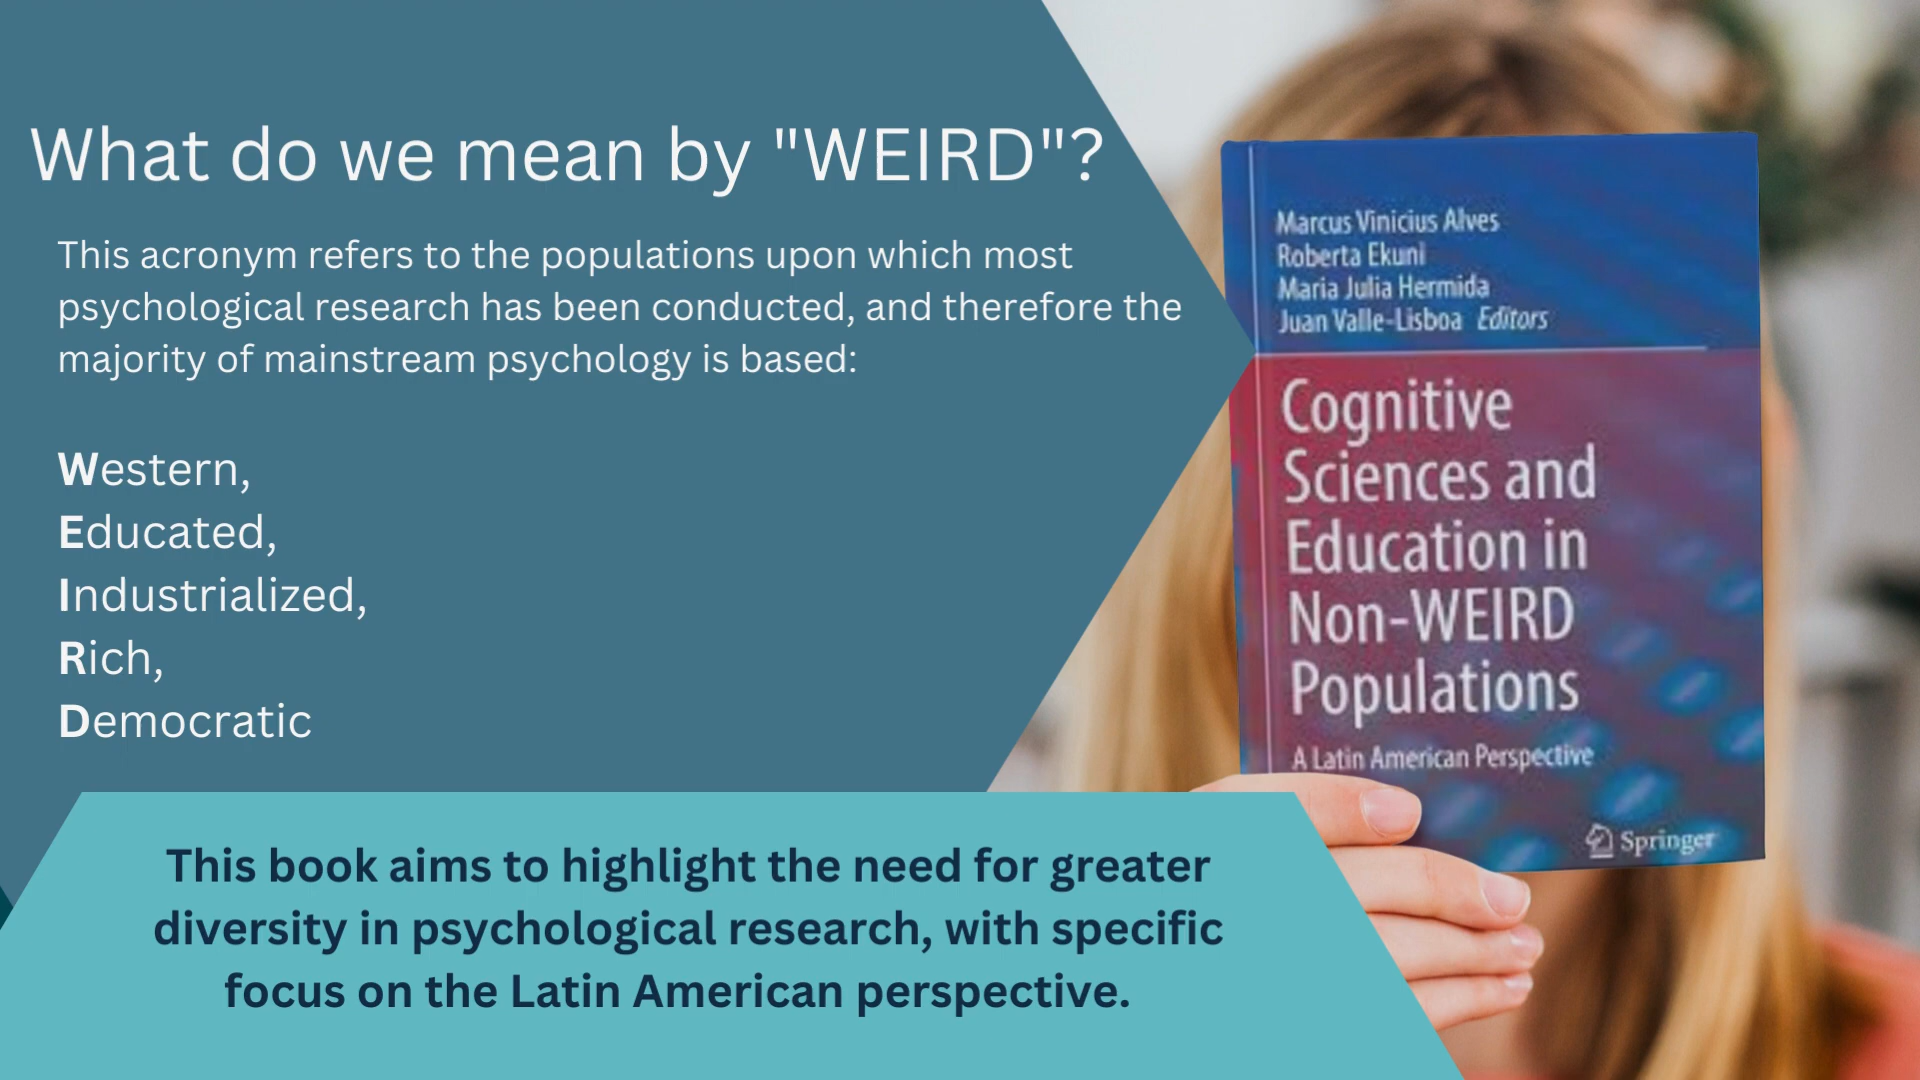 What do we mean by "WEIRD"?
This acronym refers to the populations upon which most
psychological research has been conducted, and therefore the
majority of mainstream psychology is based:
Western,
Educated,
Industrialized,
Rich,
Democratic
This book aims to highlight the need for greater
diversity in psychological research, with specific
focus on the Latin American perspective.
Marcus Vinicius Alves
Roberta Ekuni
Maria Julia Hermida
Juan Valle-Lisboa Editors
Cognitive
Sciences and
Education in
Non-WEIRD
Populations
A Latin American Perspective
Springer